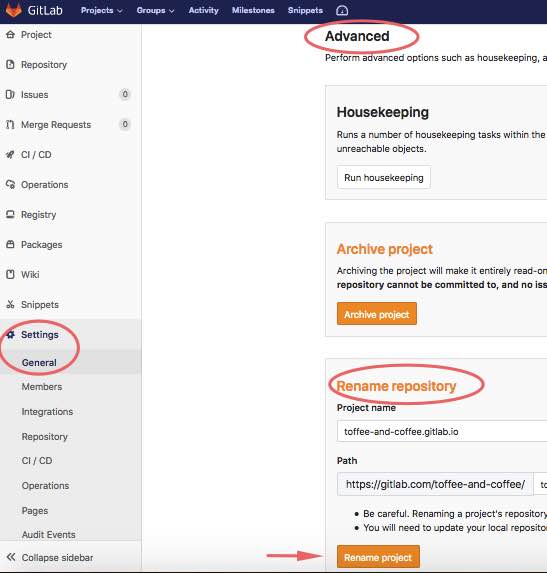 GitLab Projects Groups Activity Milestones Snippets
Project
Repository
Issues 0
Merge Requests 0
CI / CD
Operations
Registry
Packages
Wiki
Snippets
Settings
General
Members
Integrations
Repository
CI / CD
Operations
Pages
Audit Events
Collapse sidebar
Advanced
Perform advanced options such as housekeeping, a
Housekeeping
Runs a number of housekeeping tasks within the
unreachable objects.
Run housekeeping
Archive project
Archiving the project will make it entirely read-on
repository cannot be committed to, and no iss
Archive project
Rename repository
Project name
toffee-and-coffee.gitlab.io
Path
https://gitlab.com/toffee-and-coffee/ to
• Be careful. Renaming a project's repository
• You will need to update your local reposito
Rename project